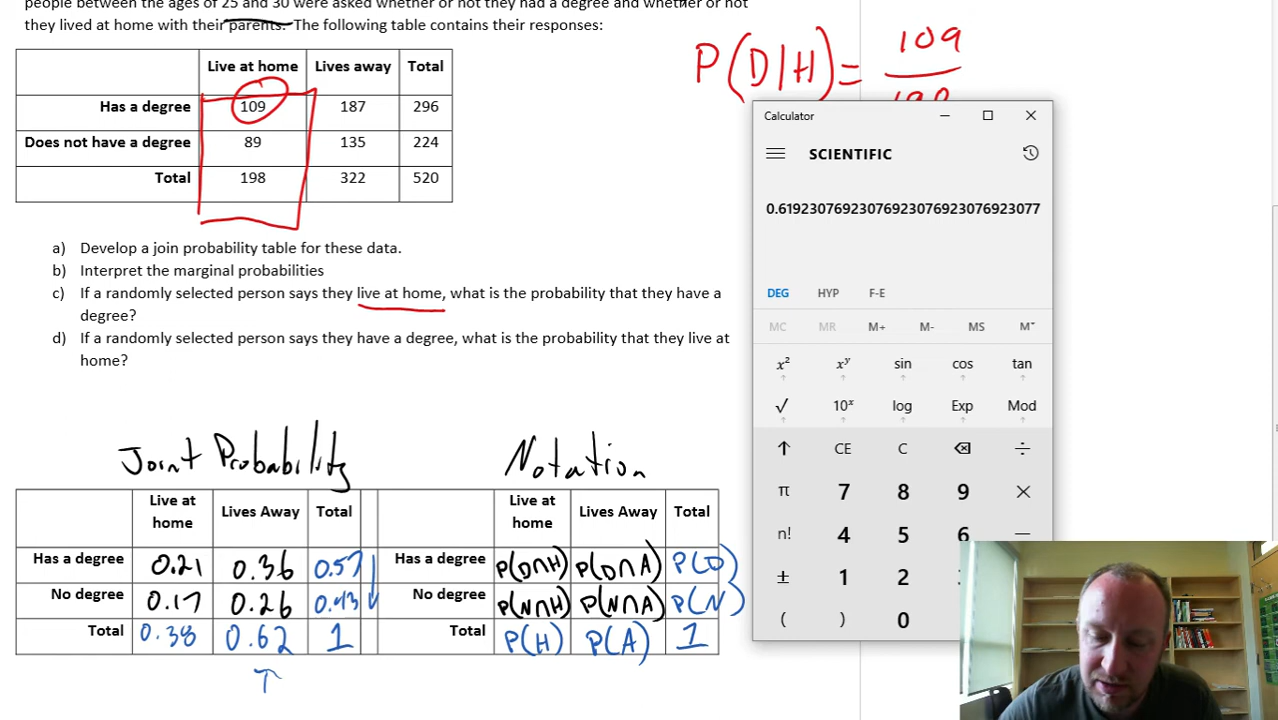 people between the ages of 25 and 30 were asked whether or not they had a degree and whether or not
they lived at home with their parents. The following table contains their responses:
Live at home Lives away Total
Has a degree 109 187 296
Does not have a degree 89 135 224
Total 198 322 520
P(D|H) = 109
a) Develop a join probability table for these data.
b) Interpret the marginal probabilities
c) If a randomly selected person says they live at home, what is the probability that they have a
degree?
d) If a randomly selected person says they have a degree, what is the probability that they live at
home?
Joint Probability
Live at
home Lives Away Total
Has a degree 0.21 0.36 0.57
No degree 0.17 0.26 0.43
Total 0.38 0.62 1
Notation
Live at
home Lives Away Total
Has a degree P(D∩H) P(D∩A) P(D)
No degree P(N∩H) P(N∩A) P(N)
Total P(H) P(A) 1
Calculator
SCIENTIFIC
0.61923076923076923076923076923077
DEG HYP F-E
MC MR M+ M- MS M˅
x² xʸ sin cos tan
√ 10ˣ log Exp Mod
↑ CE C ⌫ ÷
π 7 8 9 ×
n! 4 5 6 −
± 1 2
( ) 0